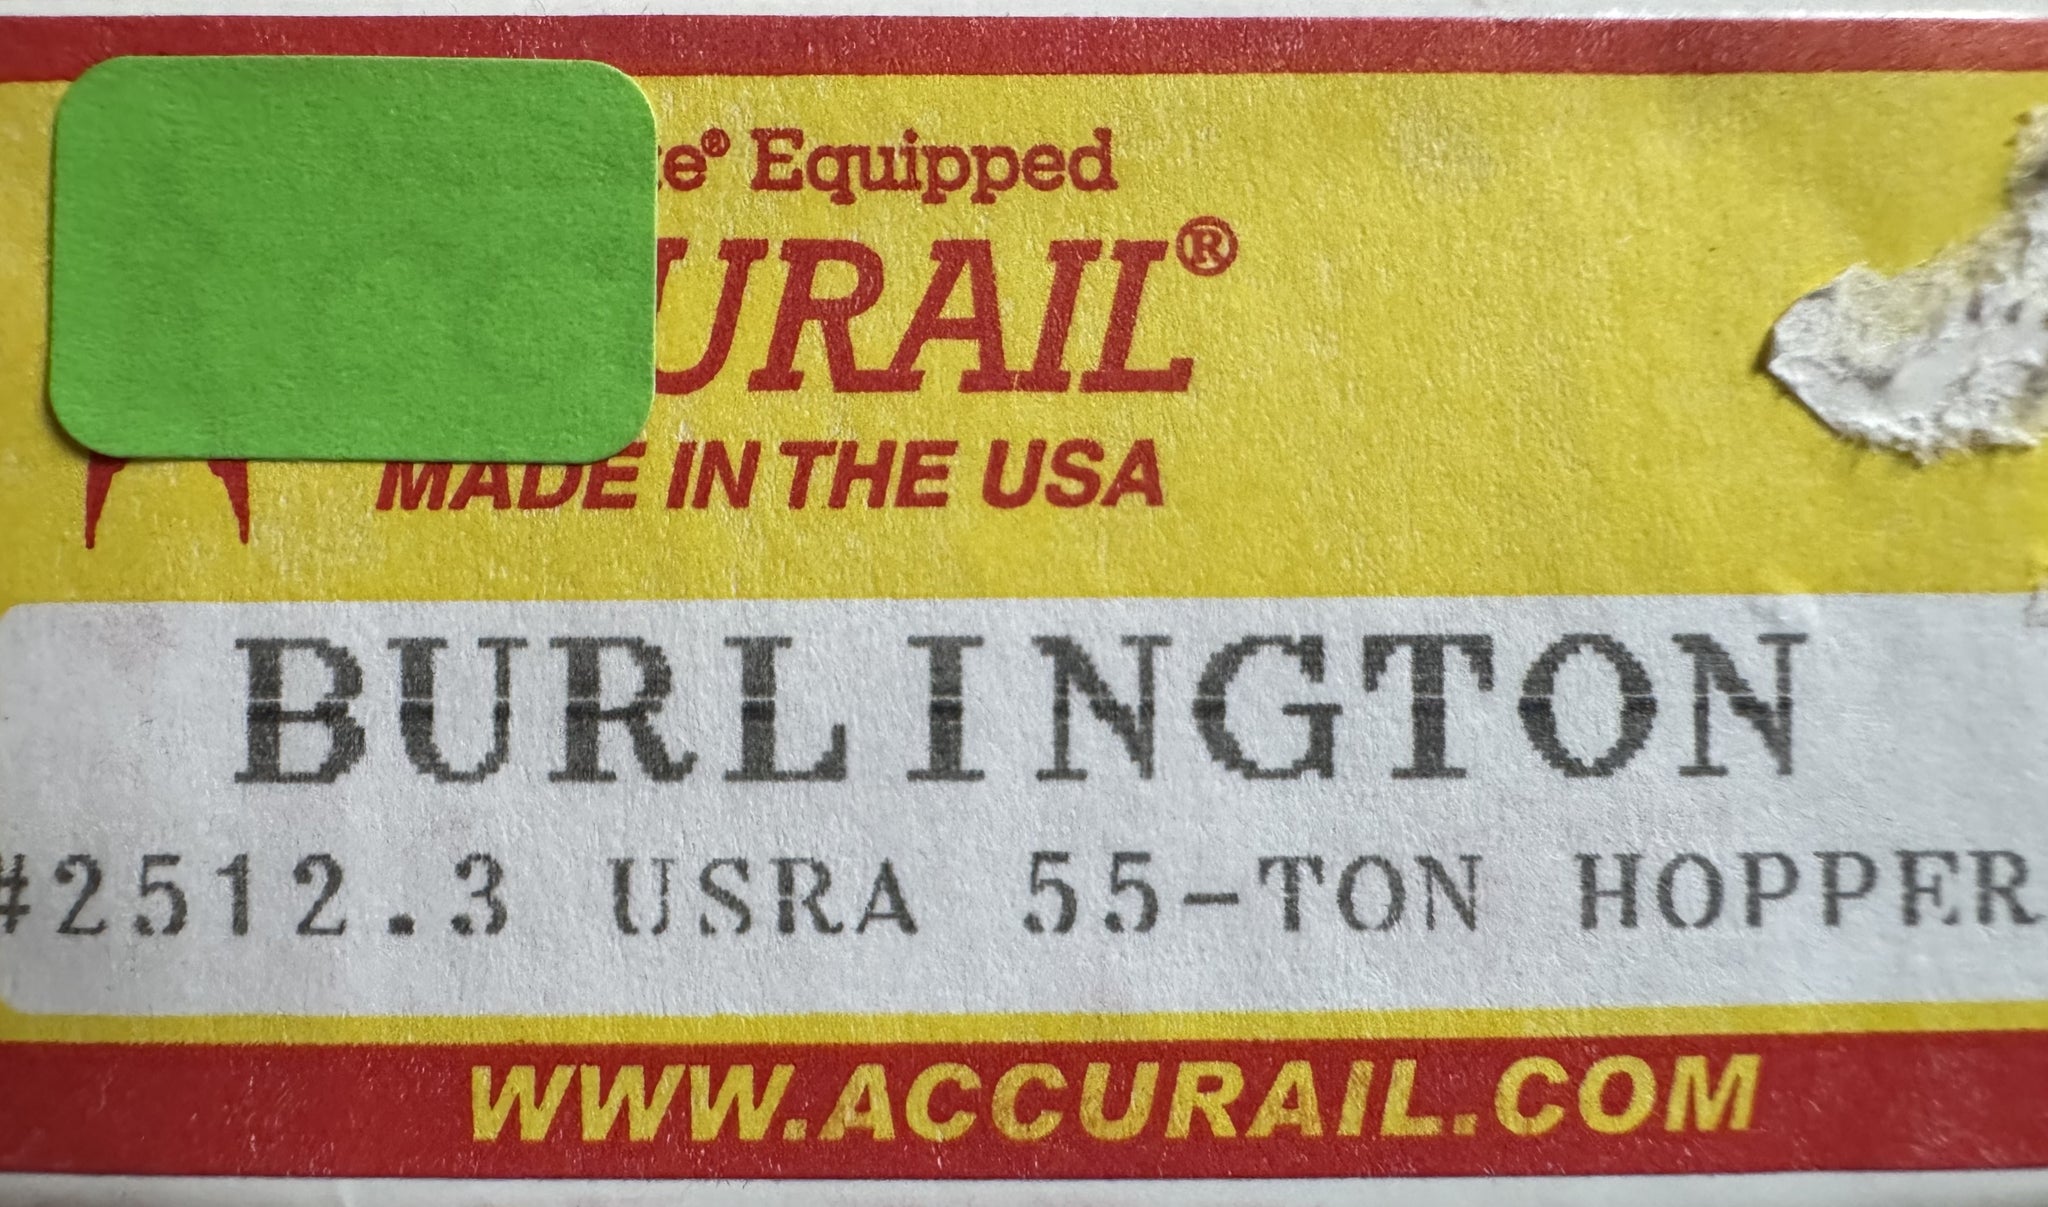 Equipped
URAIL®
MADE IN THE USA
BURLINGTON
#2512.3 USRA 55-TON HOPPER
WWW.ACCURAIL.COM